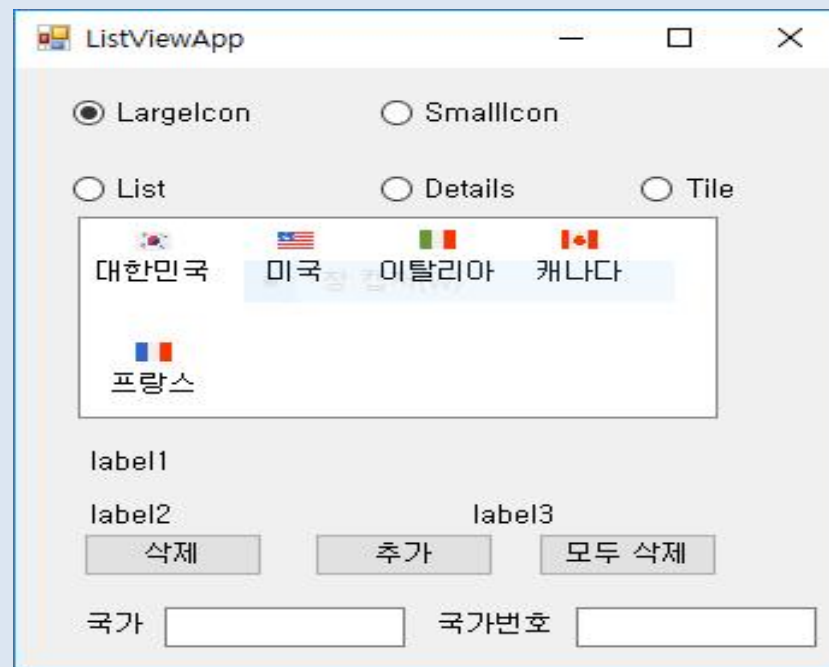 ListViewApp
LargeIcon SmallIcon
List Details Tile
대한민국 미국 이탈리아 캐나다
프랑스
label1
label2 label3
삭제 추가 모두 삭제
국가 국가번호